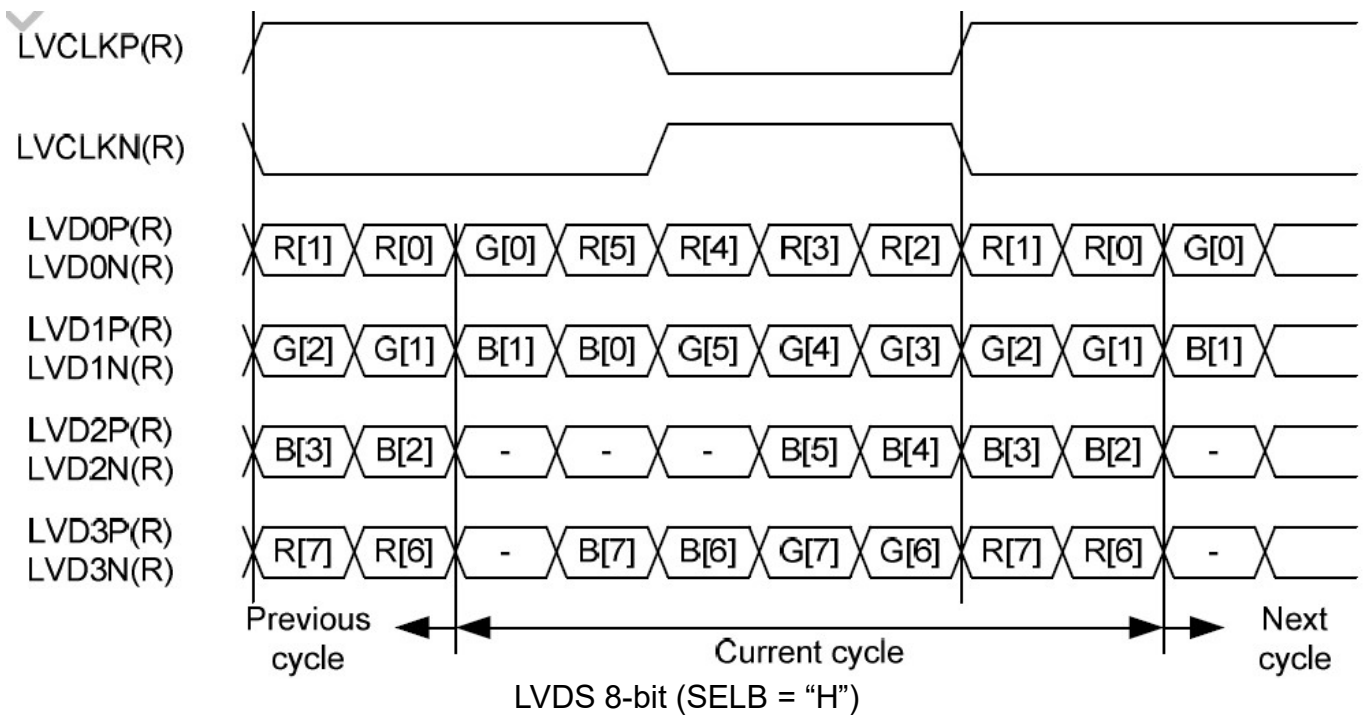 LVCLKP(R)
LVCLKN(R)
LVD0P(R)
LVD0N(R)
R[1] R[0] G[0] R[5] R[4] R[3] R[2] R[1] R[0] G[0]
LVD1P(R)
LVD1N(R)
G[2] G[1] B[1] B[0] G[5] G[4] G[3] G[2] G[1] B[1]
LVD2P(R)
LVD2N(R)
B[3] B[2] - - - B[5] B[4] B[3] B[2] -
LVD3P(R)
LVD3N(R)
R[7] R[6] - B[7] B[6] G[7] G[6] R[7] R[6] -
Previous
cycle
Current cycle
Next
cycle
LVDS 8-bit (SELB = “H”)